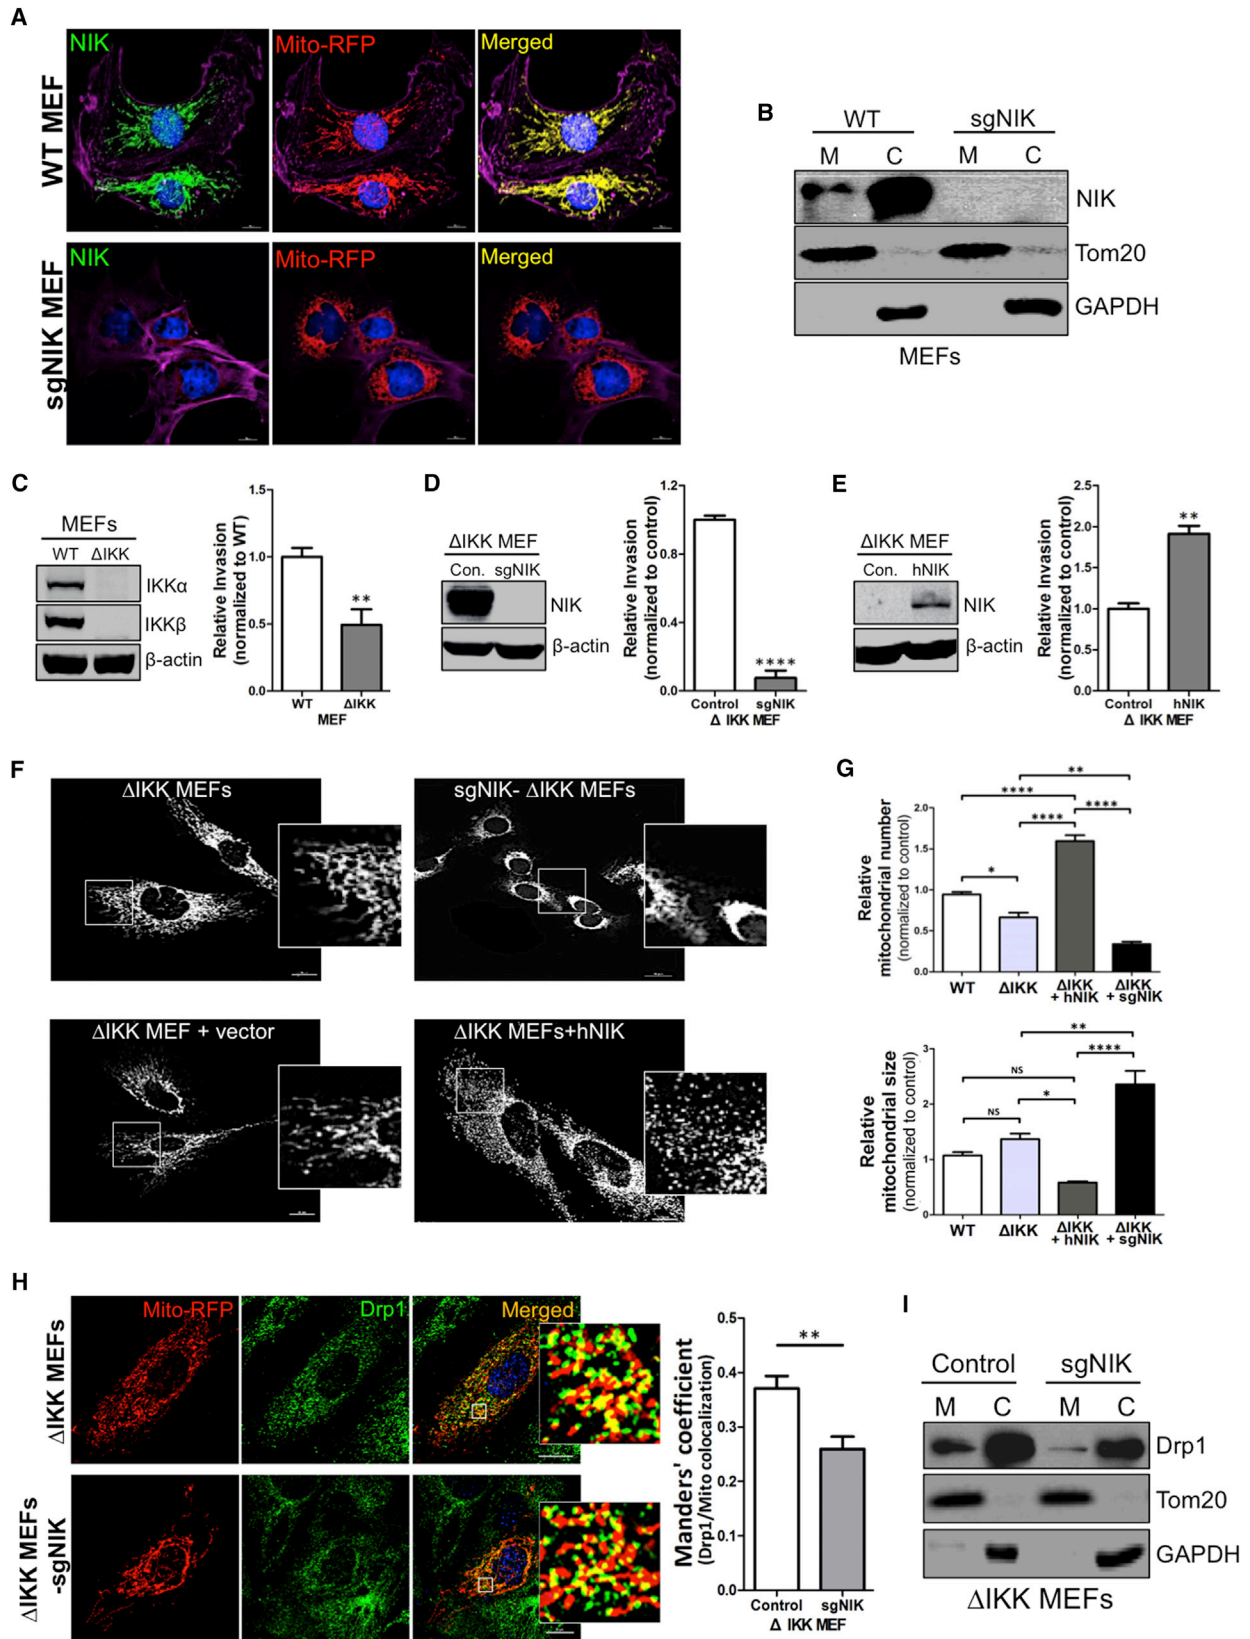 A
NIK
Mito-RFP
Merged
WT MEF
NIK
Mito-RFP
Merged
sgNIK MEF
B
WT
sgNIK
M
C
M
C
NIK
Tom20
GAPDH
MEFs
C
MEFs
WT
ΔIKK
IKKα
IKKβ
β-actin
Relative Invasion
(normalized to WT)
1.5
1.0
0.5
0.0
**
WT
ΔIKK
MEF
D
ΔIKK MEF
Con.
sgNIK
NIK
β-actin
Relative Invasion
(normalized to control)
1.2
0.8
0.4
0.0
****
Control
sgNIK
Δ IKK MEF
E
ΔIKK MEF
Con.
hNIK
NIK
β-actin
Relative Invasion
(normalized to control)
2.5
2.0
1.5
1.0
0.5
0.0
**
Control
hNIK
Δ IKK MEF
F
ΔIKK MEFs
sgNIK- ΔIKK MEFs
ΔIKK MEF + vector
ΔIKK MEFs+hNIK
G
Relative
mitochondrial number
(normalized to control)
2.0
1.5
1.0
0.5
0.0
**
****
****
****
*
WT
ΔIKK
ΔIKK
+ hNIK
ΔIKK
+ sgNIK
Relative
mitochondrial size
(normalized to control)
3
2
1
0
**
****
NS
*
NS
WT
ΔIKK
ΔIKK
+ hNIK
ΔIKK
+ sgNIK
H
Mito-RFP
Drp1
Merged
ΔIKK MEFs
ΔIKK MEFs
-sgNIK
Manders' coefficient
(Drp1/Mito colocalization)
0.5
0.4
0.3
0.2
0.1
0.0
**
Control
sgNIK
Δ IKK MEF
I
Control
sgNIK
M
C
M
C
Drp1
Tom20
GAPDH
ΔIKK MEFs